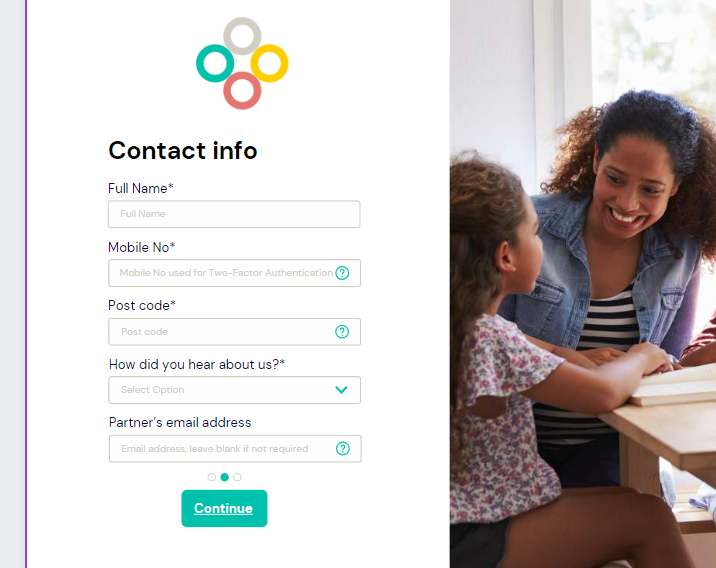 Contact info
Full Name*
Full Name
Mobile No*
Mobile No used for Two-Factor Authentication
Post code*
Post code
How did you hear about us?*
Select Option
Partner's email address
Email address, leave blank if not required
Continue